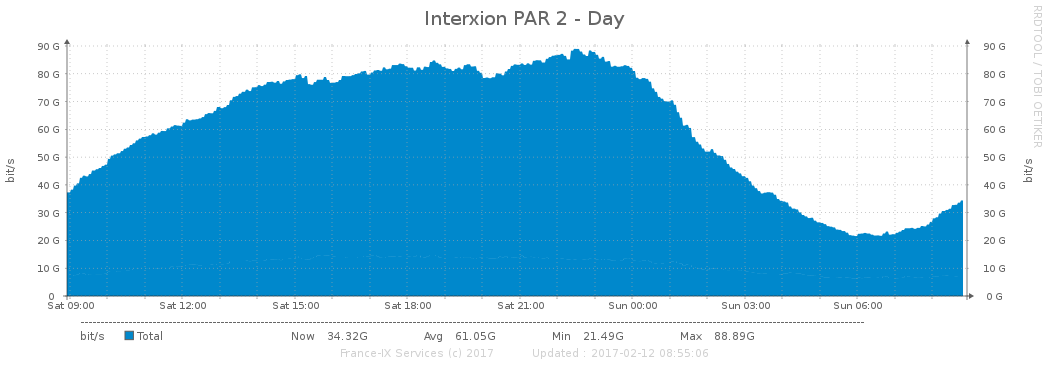 Interxion PAR 2 - Day
RRDTOOL / TOBI OETIKER
bit/s
90 G 90 G
80 G 80 G
70 G 70 G
60 G 60 G
50 G 50 G
40 G 40 G
30 G 30 G
20 G 20 G
10 G 10 G
0 0 G
bit/s
Sat 09:00 Sat 12:00 Sat 15:00 Sat 18:00 Sat 21:00 Sun 00:00 Sun 03:00 Sun 06:00
bit/s Total Now 34.32G Avg 61.05G Min 21.49G Max 88.89G
France-IX Services (c) 2017 Updated : 2017-02-12 08:55:06